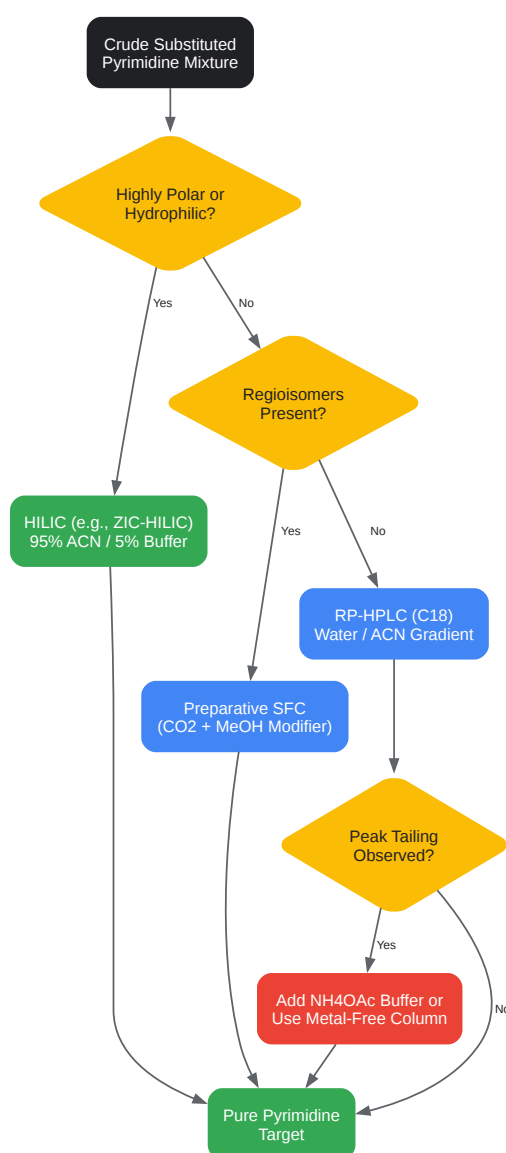 Crude Substituted
Pyrimidine Mixture
Highly Polar or
Hydrophilic?
Yes
No
Regioisomers
Present?
HILIC (e.g., ZIC-HILIC)
95% ACN / 5% Buffer
Yes
No
RP-HPLC (C18)
Water / ACN Gradient
Preparative SFC
(CO2 + MeOH Modifier)
Peak Tailing
Observed?
Yes
Add NH4OAc Buffer or
Use Metal-Free Column
No
Pure Pyrimidine
Target